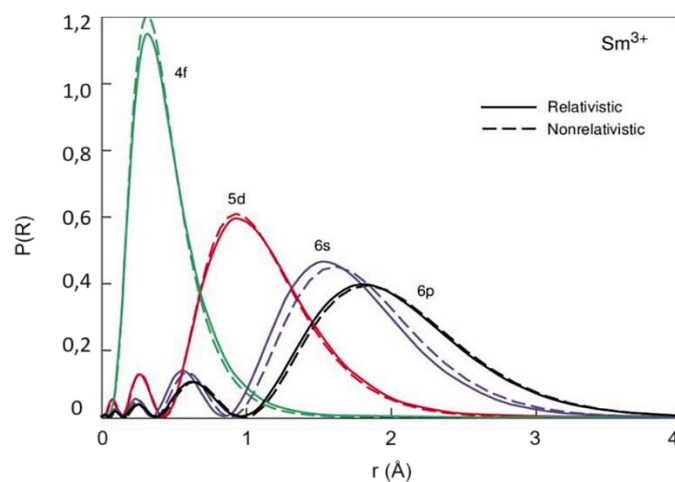 1,2
Sm3+
4f
1,0
Relativistic
Nonrelativistic
0,8
P(R)
0,6
5d
6s
0,4
6p
0,2
0
0
1
2
3
4
r (Å)